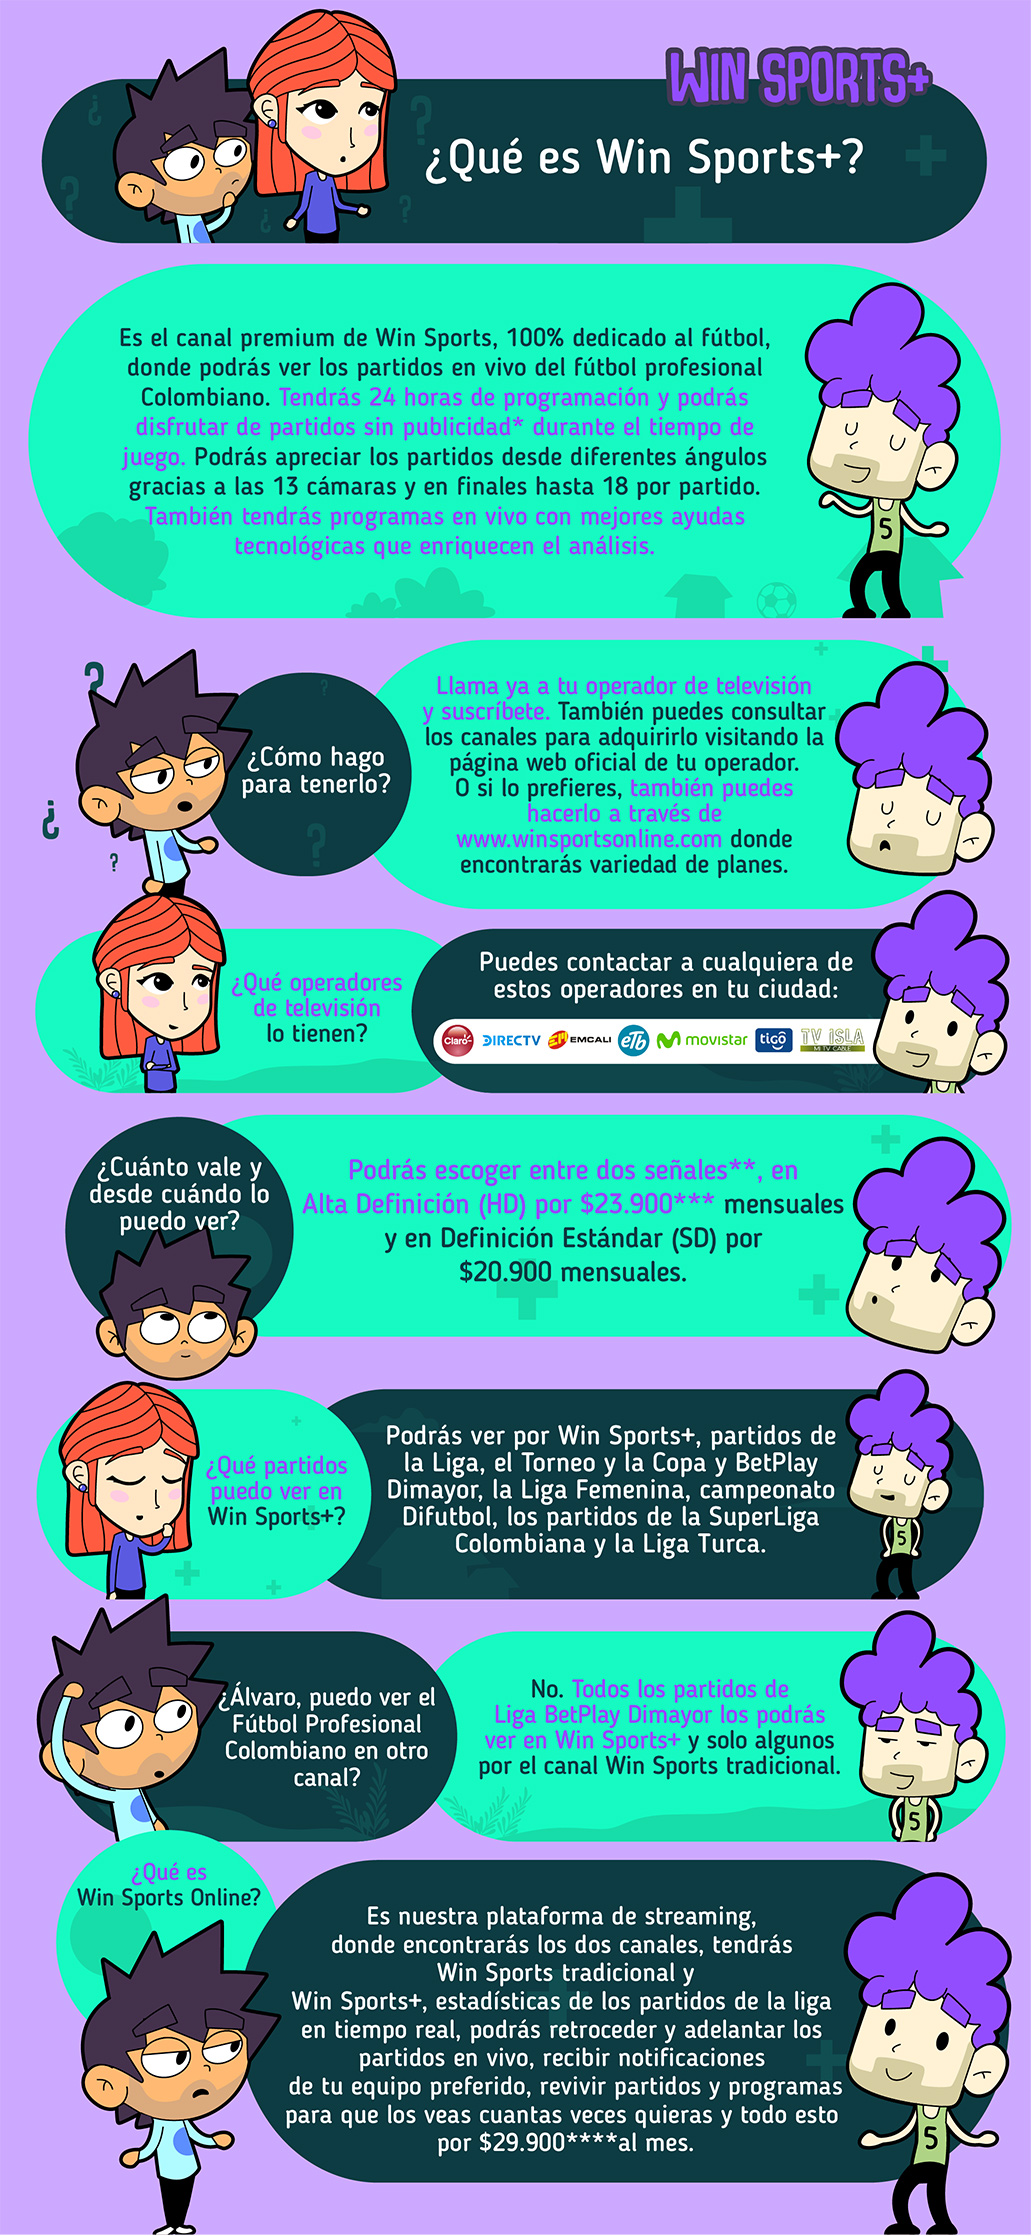 WIN SPORTS+
¿Qué es Win Sports+?
Es el canal premium de Win Sports, 100% dedicado al fútbol,
donde podrás ver los partidos en vivo del fútbol profesional
Colombiano. Tendrás 24 horas de programación y podrás
disfrutar de partidos sin publicidad* durante el tiempo de
juego. Podrás apreciar los partidos desde diferentes ángulos
gracias a las 13 cámaras y en finales hasta 18 por partido.
También tendrás programas en vivo con mejores ayudas
tecnológicas que enriquecen el análisis.
5
¿Cómo hago
para tenerlo?
Llama ya a tu operador de televisión
y suscríbete. También puedes consultar
los canales para adquirirlo visitando la
página web oficial de tu operador.
O si lo prefieres, también puedes
hacerlo a través de
www.winsportsonline.com donde
encontrarás variedad de planes.
¿Qué operadores
de televisión
lo tienen?
Puedes contactar a cualquiera de
estos operadores en tu ciudad:
Claro DIRECTV EM EMCALI eTb movistar tigo TV ISLA
MI TV CABLE
¿Cuánto vale y
desde cuándo lo
puedo ver?
Podrás escoger entre dos señales**, en
Alta Definición (HD) por $23.900*** mensuales
y en Definición Estándar (SD) por
$20.900 mensuales.
¿Qué partidos
puedo ver en
Win Sports+?
Podrás ver por Win Sports+, partidos de
la Liga, el Torneo y la Copa y BetPlay
Dimayor, la Liga Femenina, campeonato
Difutbol, los partidos de la SuperLiga
Colombiana y la Liga Turca.
5
¿Álvaro, puedo ver el
Fútbol Profesional
Colombiano en otro
canal?
No. Todos los partidos de
Liga BetPlay Dimayor los podrás
ver en Win Sports+ y solo algunos
por el canal Win Sports tradicional.
5
¿Qué es
Win Sports Online?
Es nuestra plataforma de streaming,
donde encontrarás los dos canales, tendrás
Win Sports tradicional y
Win Sports+, estadísticas de los partidos de la liga
en tiempo real, podrás retroceder y adelantar los
partidos en vivo, recibir notificaciones
de tu equipo preferido, revivir partidos y programas
para que los veas cuantas veces quieras y todo esto
por $29.900****al mes.
5